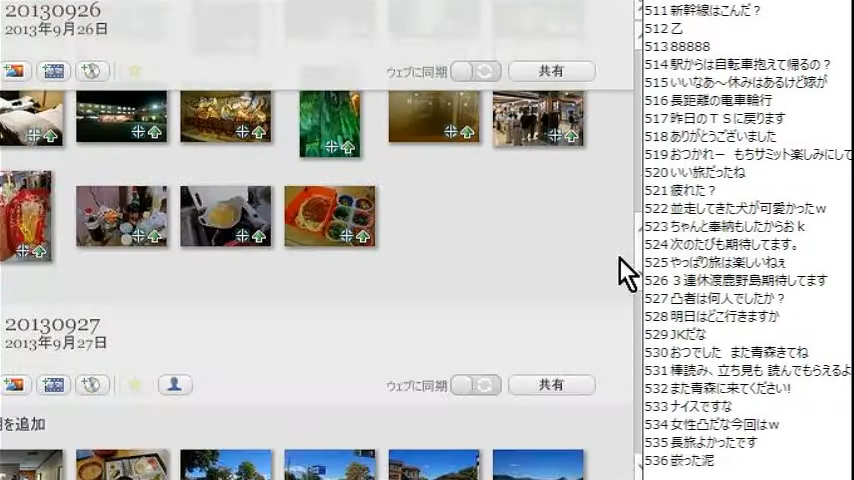 20130926
2013年9月26日
ウェブに同期
共有
20130927
2013年9月27日
ウェブに同期
共有
を追加
511 新幹線はこんだ？
512 乙
513 88888
514 駅からは自転車抱えて帰るの？
515 いいなあ～休みはあるけど嫁が
516 長距離の電車輪行
517 昨日のＴＳに戻ります
518 ありがとうございました
519 おつかれー もちサミット楽しみにして
520 いい旅だったね
521 疲れた？
522 並走してきた犬が可愛かったｗ
523 ちゃんと奉納もしたからおｋ
524 次のたびも期待してます。
525 やっぱり旅は楽しいねぇ
526 ３連休渡鹿野島期待してます
527 凸者は何人でしたか？
528 明日はどこ行きますか
529 JKだな
530 おつでした また青森きてね
531 棒読み、立ち見も 読んでもらえるよ
532 また青森に来てください!
533 ナイスですな
534 女性凸だな今回はｗ
535 長旅よかったです
536 嵌った泥